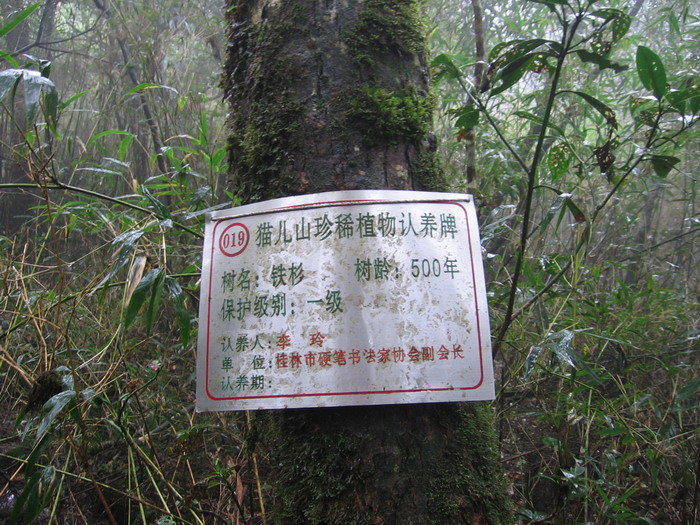 019 猫儿山珍稀植物认养牌
树名：铁杉 树龄：500年
保护级别：一级
认养人：李 玲
单 位：桂林市硬笔书法家协会副会长
认养期：